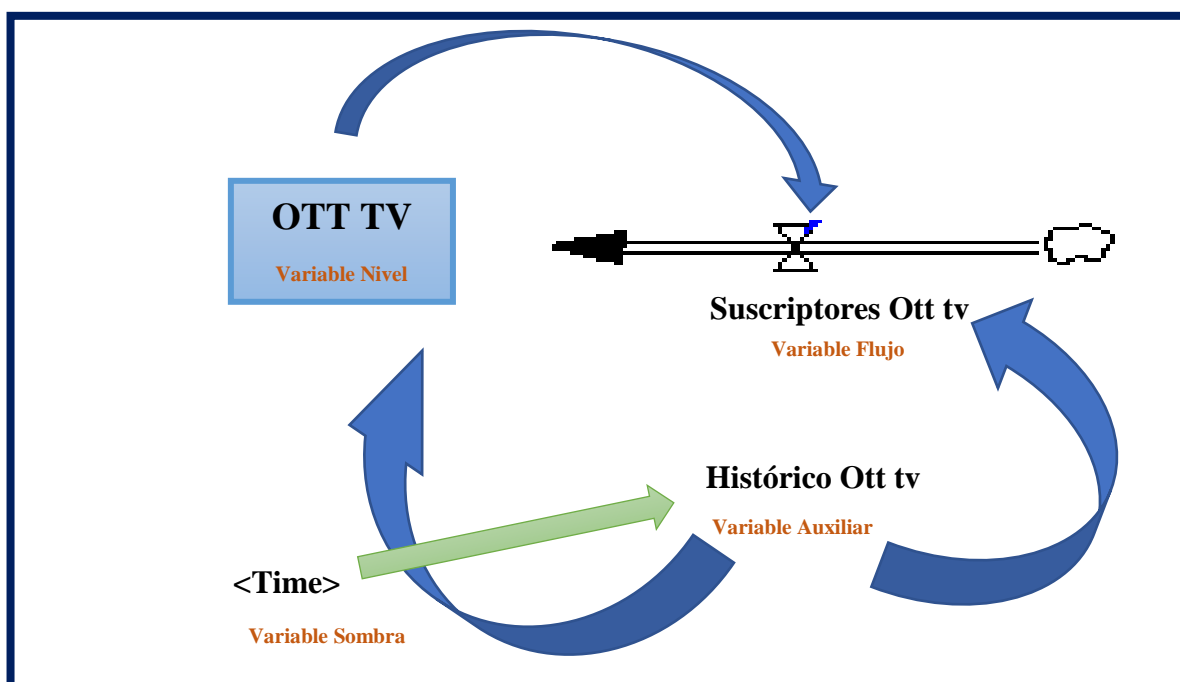 OTT TV
Variable Nivel
Suscriptores Ott tv
Variable Flujo
Histórico Ott tv
Variable Auxiliar
<Time>
Variable Sombra